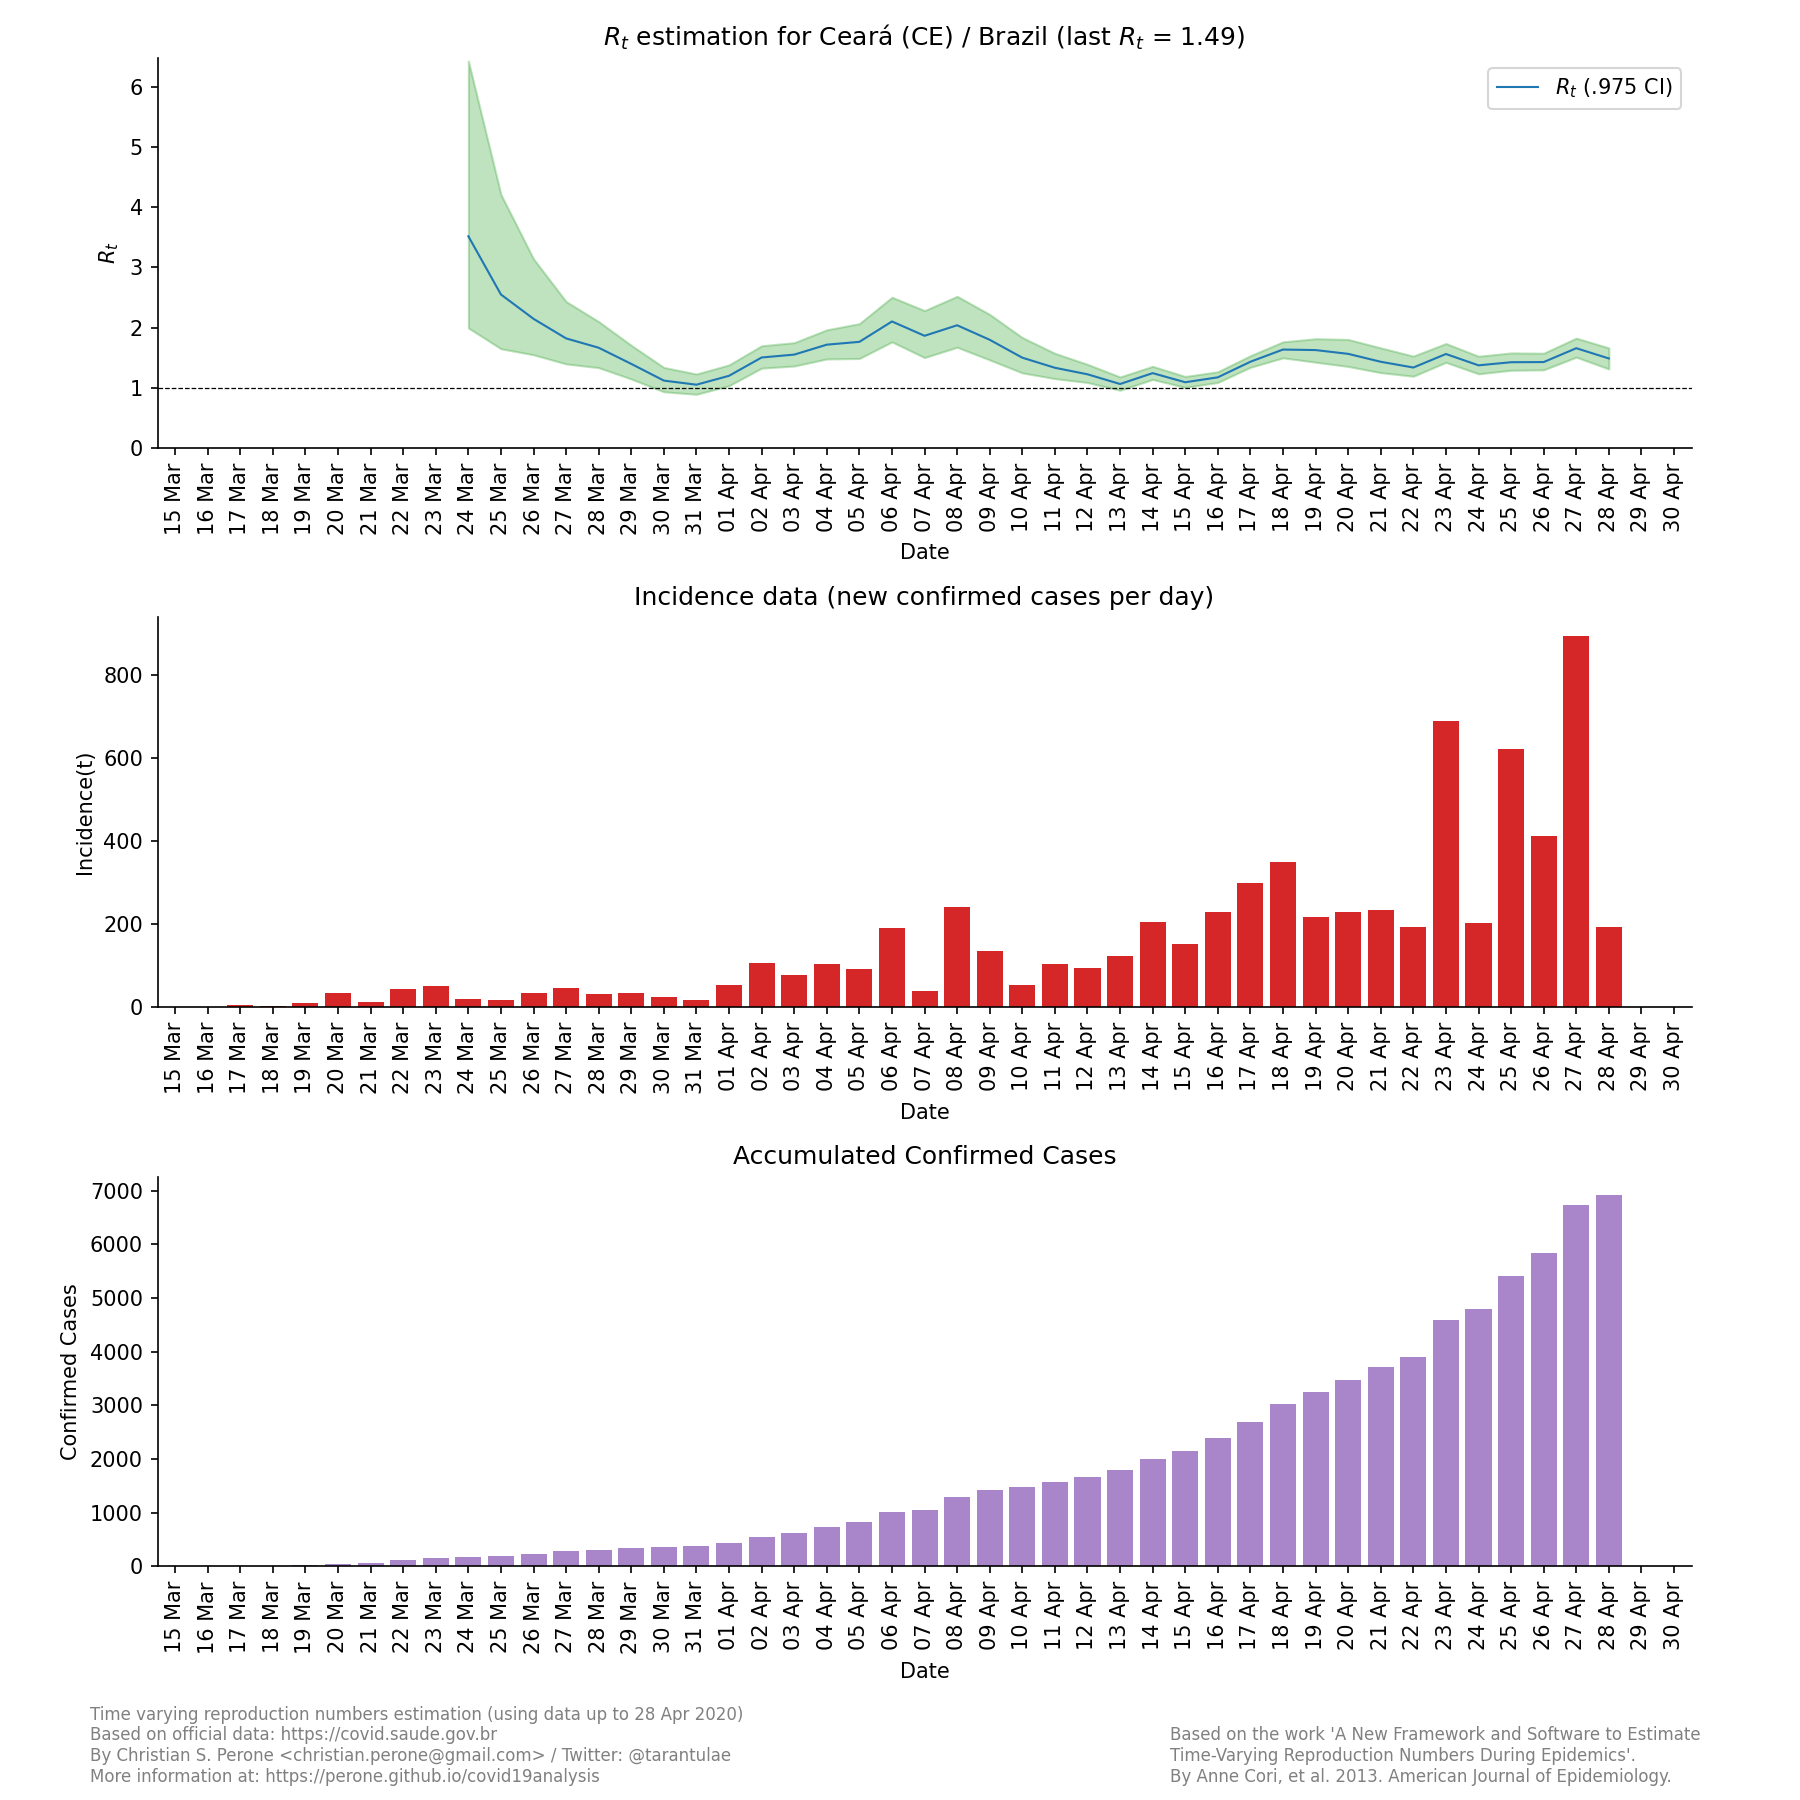 Rt estimation for Ceará (CE) / Brazil (last Rt = 1.49)
Rt (.975 CI)
Rt
6
5
4
3
2
1
0
15 Mar 16 Mar 17 Mar 18 Mar 19 Mar 20 Mar 21 Mar 22 Mar 23 Mar 24 Mar 25 Mar 26 Mar 27 Mar 28 Mar 29 Mar 30 Mar 31 Mar 01 Apr 02 Apr 03 Apr 04 Apr 05 Apr 06 Apr 07 Apr 08 Apr 09 Apr 10 Apr 11 Apr 12 Apr 13 Apr 14 Apr 15 Apr 16 Apr 17 Apr 18 Apr 19 Apr 20 Apr 21 Apr 22 Apr 23 Apr 24 Apr 25 Apr 26 Apr 27 Apr 28 Apr 29 Apr 30 Apr
Date
Incidence data (new confirmed cases per day)
Incidence(t)
800
600
400
200
0
15 Mar 16 Mar 17 Mar 18 Mar 19 Mar 20 Mar 21 Mar 22 Mar 23 Mar 24 Mar 25 Mar 26 Mar 27 Mar 28 Mar 29 Mar 30 Mar 31 Mar 01 Apr 02 Apr 03 Apr 04 Apr 05 Apr 06 Apr 07 Apr 08 Apr 09 Apr 10 Apr 11 Apr 12 Apr 13 Apr 14 Apr 15 Apr 16 Apr 17 Apr 18 Apr 19 Apr 20 Apr 21 Apr 22 Apr 23 Apr 24 Apr 25 Apr 26 Apr 27 Apr 28 Apr 29 Apr 30 Apr
Date
Accumulated Confirmed Cases
Confirmed Cases
7000
6000
5000
4000
3000
2000
1000
0
15 Mar 16 Mar 17 Mar 18 Mar 19 Mar 20 Mar 21 Mar 22 Mar 23 Mar 24 Mar 25 Mar 26 Mar 27 Mar 28 Mar 29 Mar 30 Mar 31 Mar 01 Apr 02 Apr 03 Apr 04 Apr 05 Apr 06 Apr 07 Apr 08 Apr 09 Apr 10 Apr 11 Apr 12 Apr 13 Apr 14 Apr 15 Apr 16 Apr 17 Apr 18 Apr 19 Apr 20 Apr 21 Apr 22 Apr 23 Apr 24 Apr 25 Apr 26 Apr 27 Apr 28 Apr 29 Apr 30 Apr
Date
Time varying reproduction numbers estimation (using data up to 28 Apr 2020)
Based on official data: https://covid.saude.gov.br
By Christian S. Perone <christian.perone@gmail.com> / Twitter: @tarantulae
More information at: https://perone.github.io/covid19analysis
Based on the work 'A New Framework and Software to Estimate
Time-Varying Reproduction Numbers During Epidemics'.
By Anne Cori, et al. 2013. American Journal of Epidemiology.